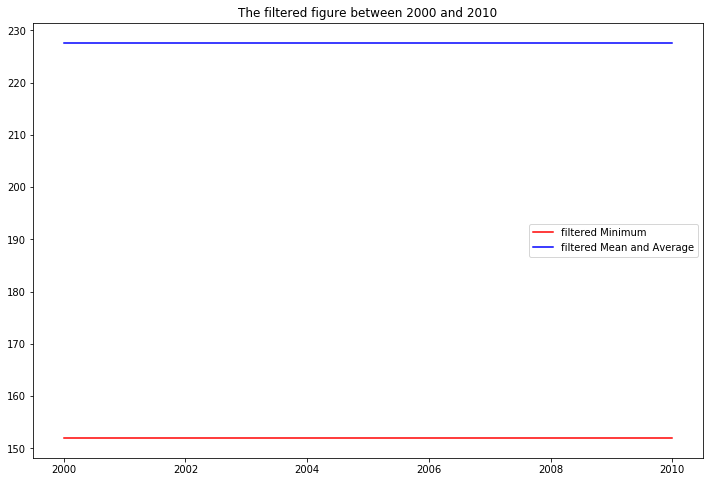 The filtered figure between 2000 and 2010
230
220
210
200
190
180
170
160
150
filtered Minimum
filtered Mean and Average
2000 2002 2004 2006 2008 2010